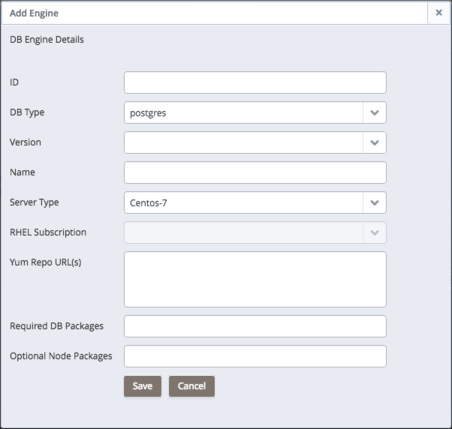 Add Engine
DB Engine Details
ID
DB Type postgres
Version
Name
Server Type Centos-7
RHEL Subscription
Yum Repo URL(s)
Required DB Packages
Optional Node Packages
Save Cancel